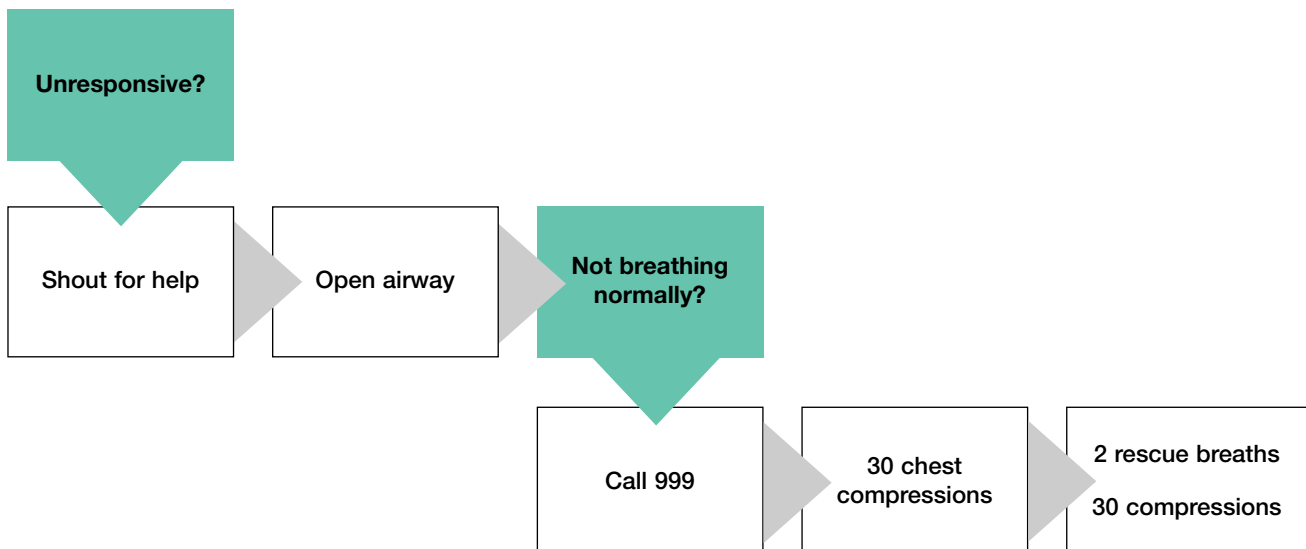 Unresponsive?
Shout for help
Open airway
Not breathing
normally?
Call 999
30 chest
compressions
2 rescue breaths
30 compressions